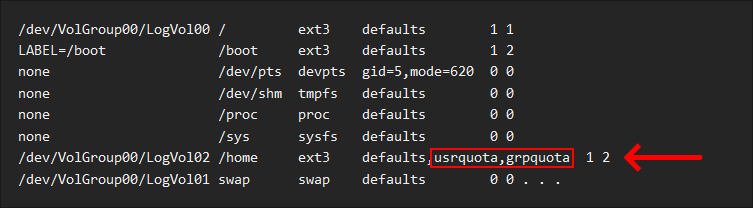 /dev/VolGroup00/LogVol00 / ext3 defaults 1 1
LABEL=/boot /boot ext3 defaults 1 2
none /dev/pts devpts gid=5,mode=620 0 0
none /dev/shm tmpfs defaults 0 0
none /proc proc defaults 0 0
none /sys sysfs defaults 0 0
/dev/VolGroup00/LogVol02 /home ext3 defaults,usrquota,grpquota 1 2
/dev/VolGroup00/LogVol01 swap swap defaults 0 0 . . .